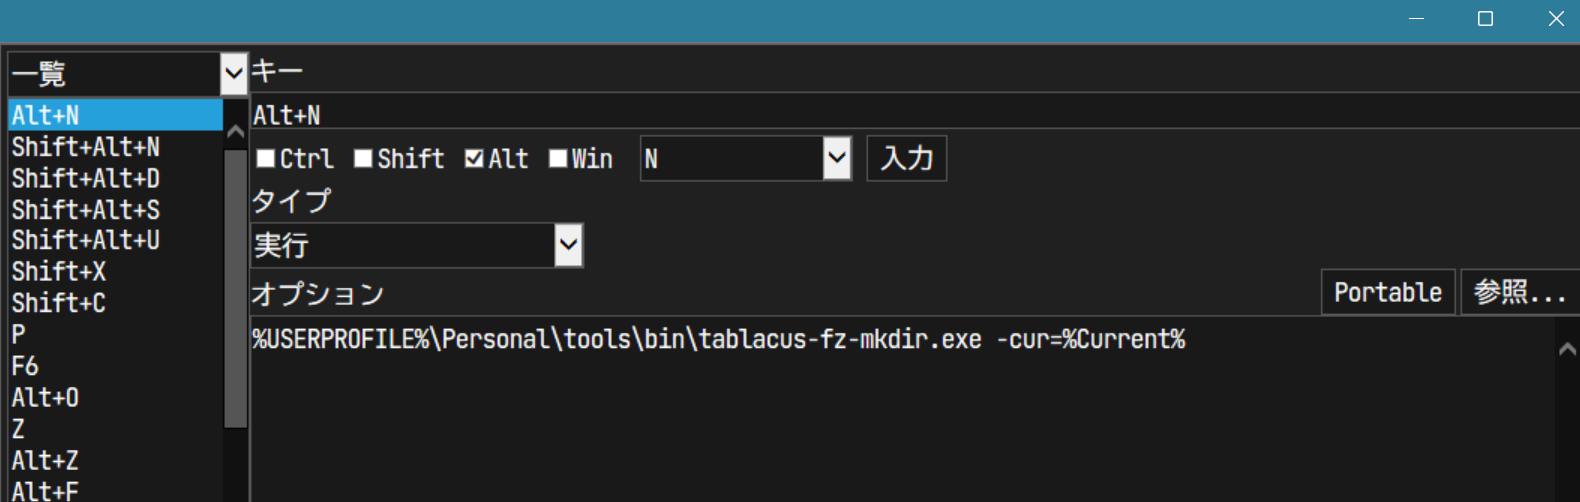 一覧
キー
Alt+N
Shift+Alt+N
Shift+Alt+D
Shift+Alt+S
Shift+Alt+U
Shift+X
Shift+C
P
F6
Alt+O
Z
Alt+Z
Alt+F
Alt+N
Ctrl Shift Alt Win N 入力
タイプ
実行
オプション Portable 参照...
%USERPROFILE%\Personal\tools\bin\tablacus-fz-mkdir.exe -cur=%Current%